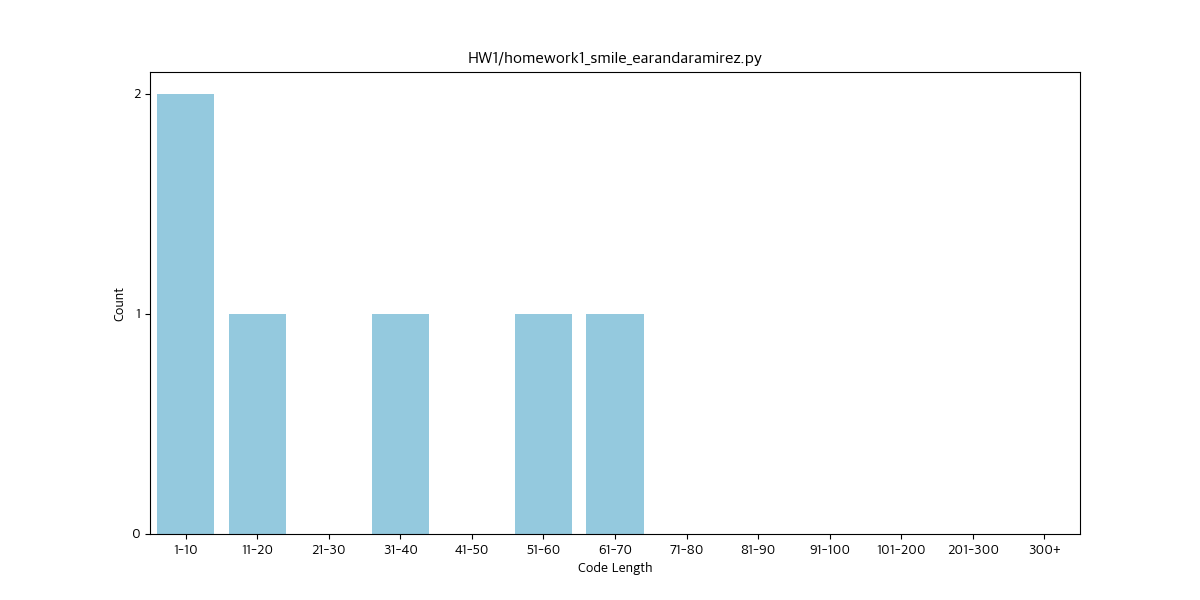 HW1/homework1_smile_earandaramirez.py
2
1
0
Count
1-10 11-20 21-30 31-40 41-50 51-60 61-70 71-80 81-90 91-100 101-200 201-300 300+
Code Length